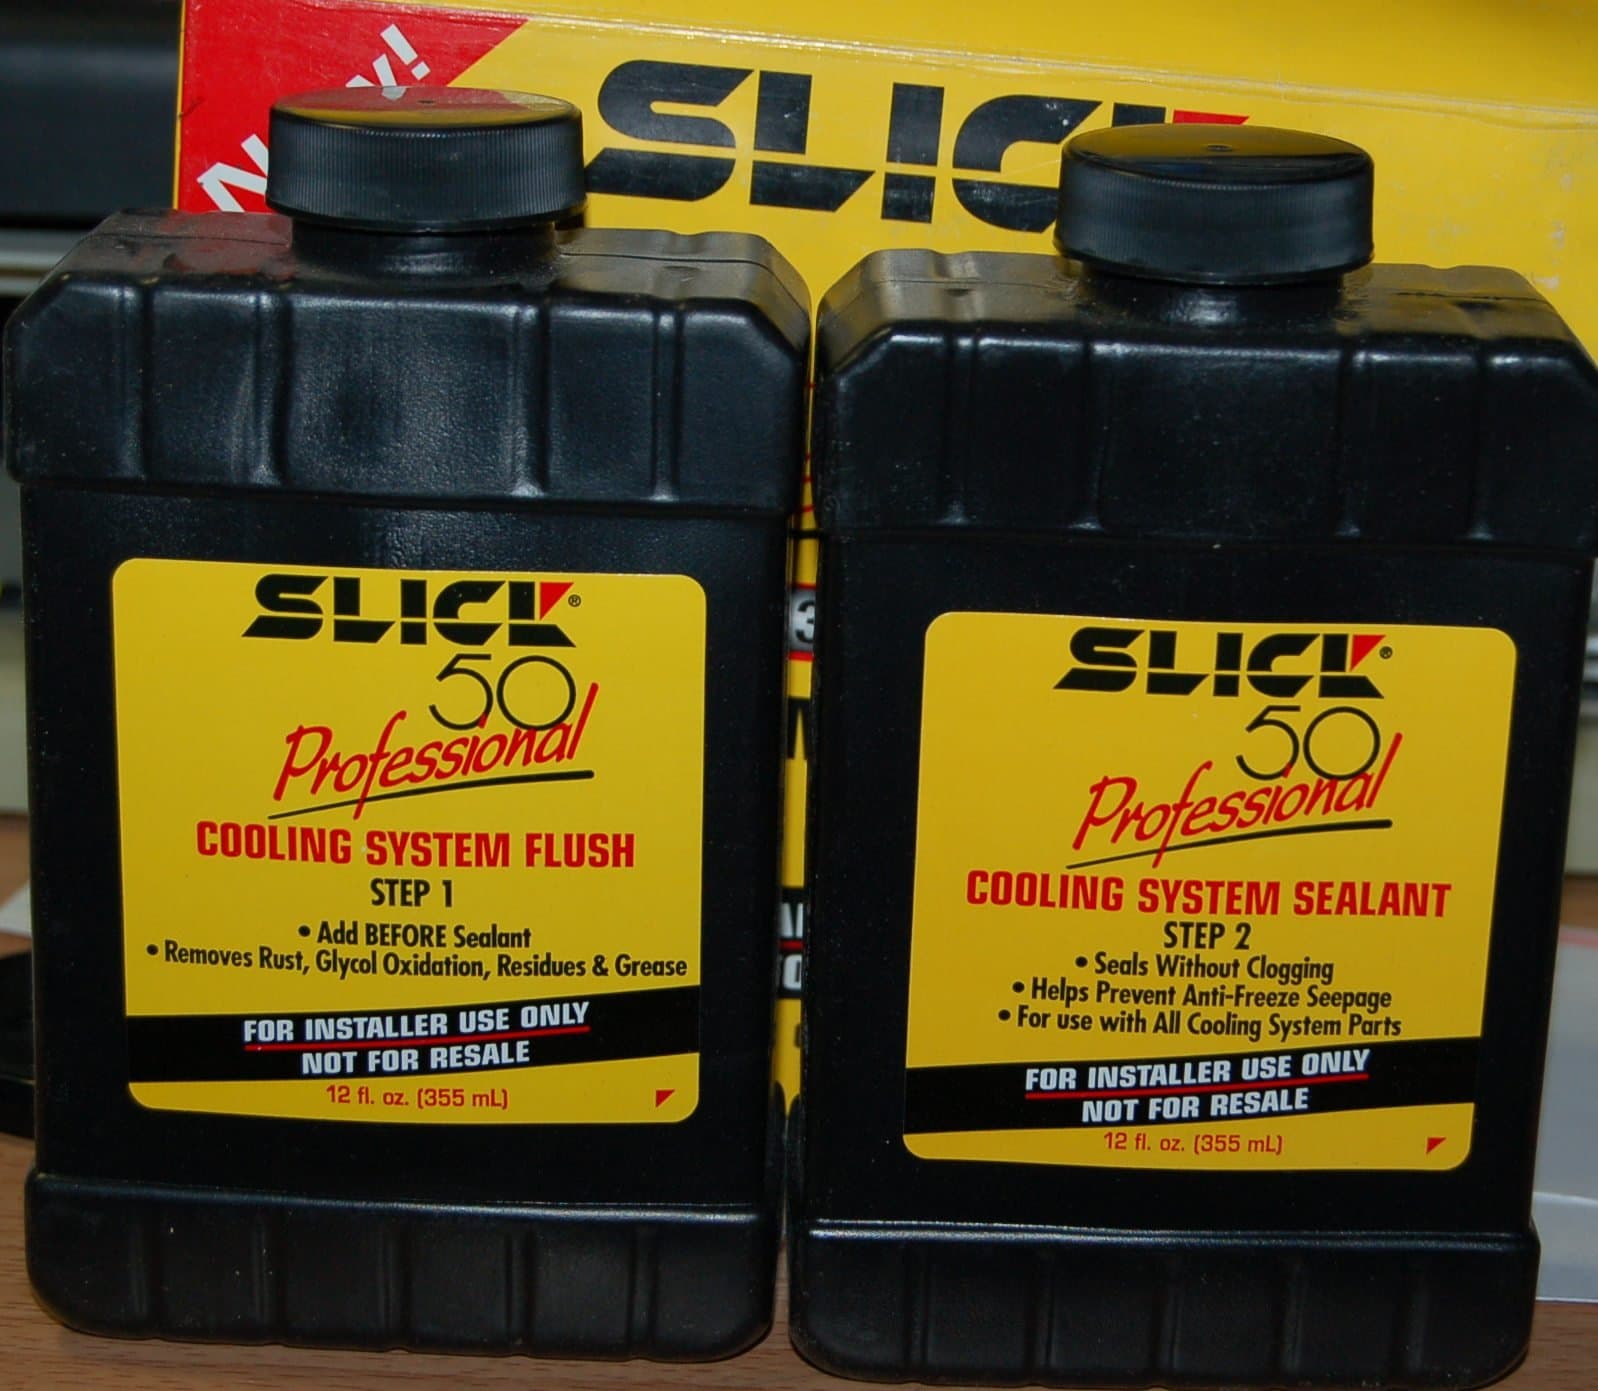 SLICK
SLICK®
50
Professional
COOLING SYSTEM FLUSH
STEP 1
• Add BEFORE Sealant
• Removes Rust, Glycol Oxidation, Residues & Grease
FOR INSTALLER USE ONLY
NOT FOR RESALE
12 fl. oz. (355 mL)
SLICK®
50
Professional
COOLING SYSTEM SEALANT
STEP 2
• Seals Without Clogging
• Helps Prevent Anti-Freeze Seepage
• For use with All Cooling System Parts
FOR INSTALLER USE ONLY
NOT FOR RESALE
12 fl. oz. (355 mL)
3